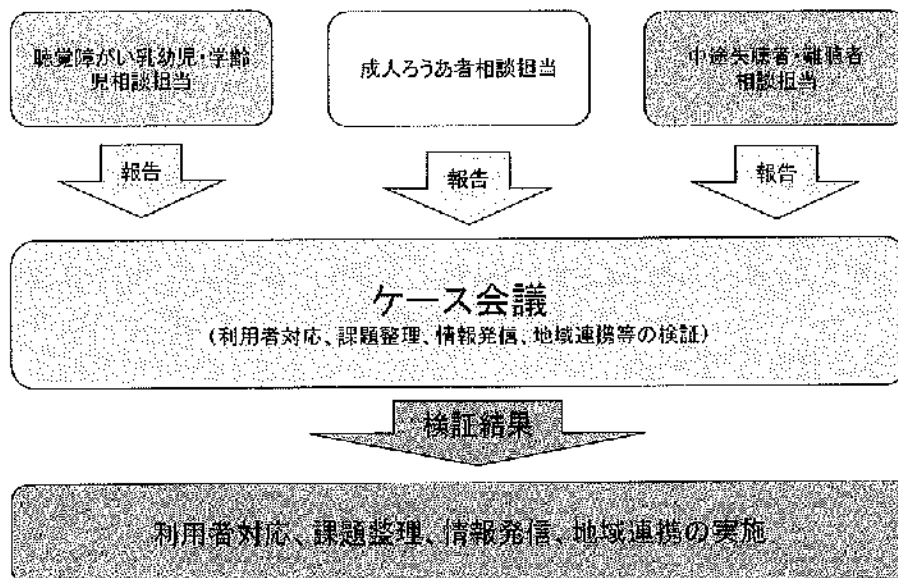 聴覚障がい乳幼児・学齢
児相談担当
成人ろうあ者相談担当
中途失聴者・難聴者
相談担当
報告
報告
報告
ケース会議
(利用者対応、課題整理、情報発信、地域連携等の検証)
検証結果
利用者対応、課題整理、情報発信、地域連携の実施